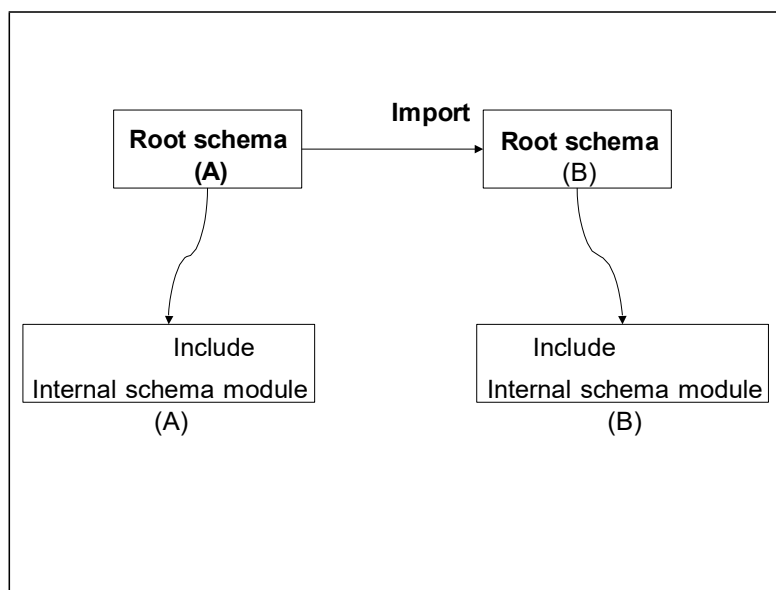 Import
Root schema
(A)
Root schema
(B)
Include
Internal schema module
(A)
Include
Internal schema module
(B)